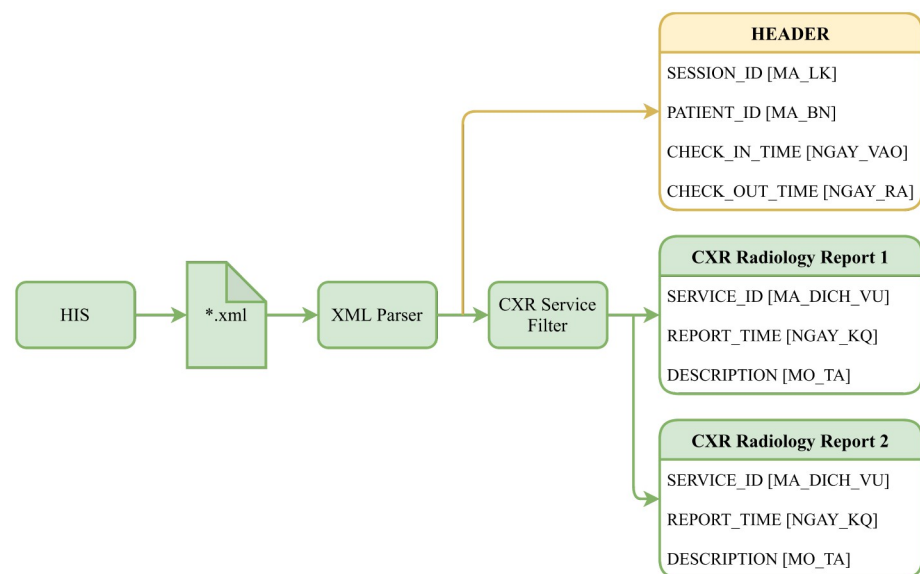 HEADER
SESSION_ID [MA_LK]
PATIENT_ID [MA_BN]
CHECK_IN_TIME [NGAY_VAO]
CHECK_OUT_TIME [NGAY_RA]
HIS
*.xml
XML Parser
CXR Service
Filter
CXR Radiology Report 1
SERVICE_ID [MA_DICH_VU]
REPORT_TIME [NGAY_KQ]
DESCRIPTION [MO_TA]
CXR Radiology Report 2
SERVICE_ID [MA_DICH_VU]
REPORT_TIME [NGAY_KQ]
DESCRIPTION [MO_TA]